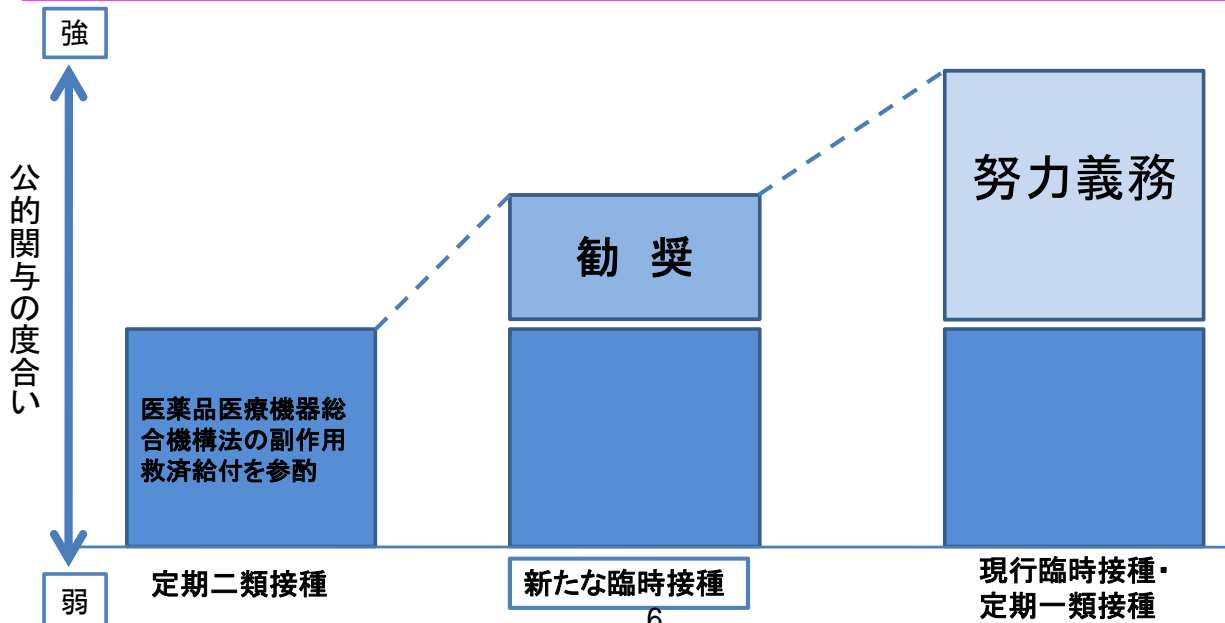 強
公的関与の度合い
弱
医薬品医療機器総
合機構法の副作用
救済給付を参酌
勧 奨
努力義務
定期二類接種
新たな臨時接種
現行臨時接種・
定期一類接種
6